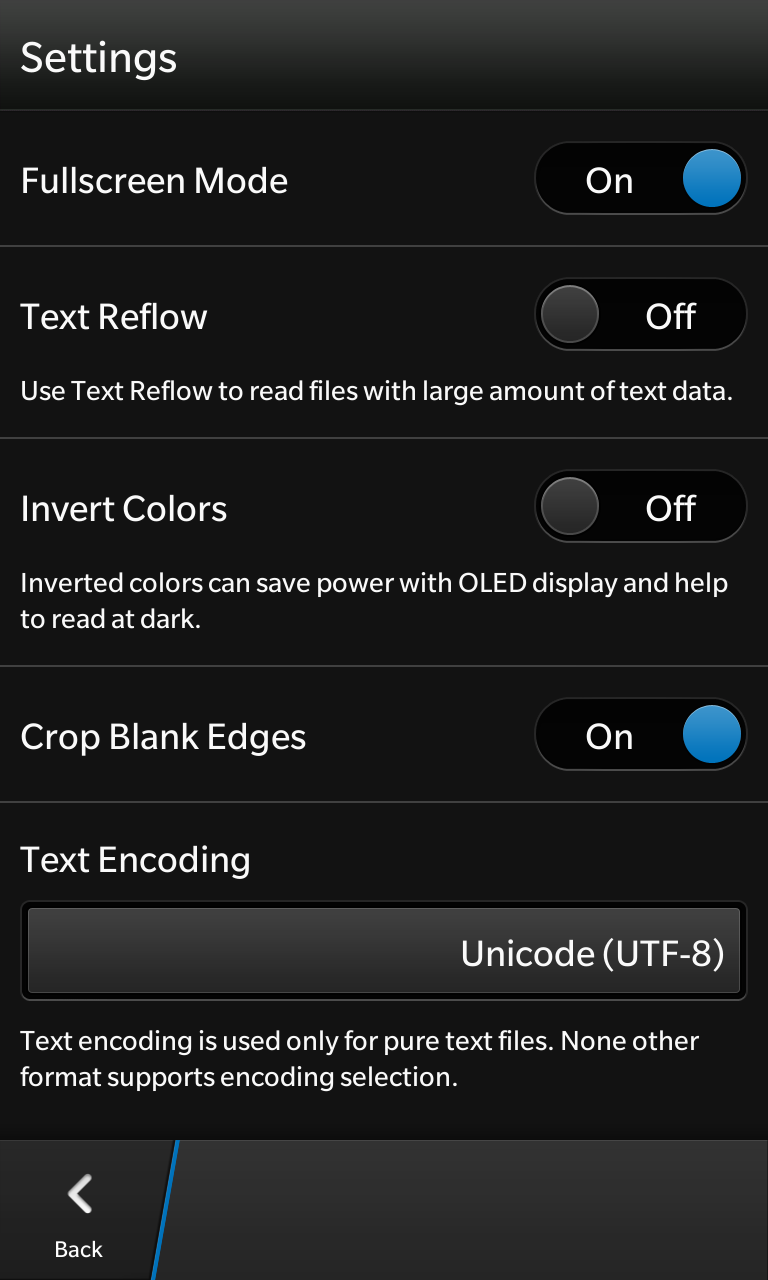 Settings
Fullscreen Mode On
Text Reflow Off
Use Text Reflow to read files with large amount of text data.
Invert Colors Off
Inverted colors can save power with OLED display and help
to read at dark.
Crop Blank Edges On
Text Encoding
Unicode (UTF-8)
Text encoding is used only for pure text files. None other
format supports encoding selection.
Back